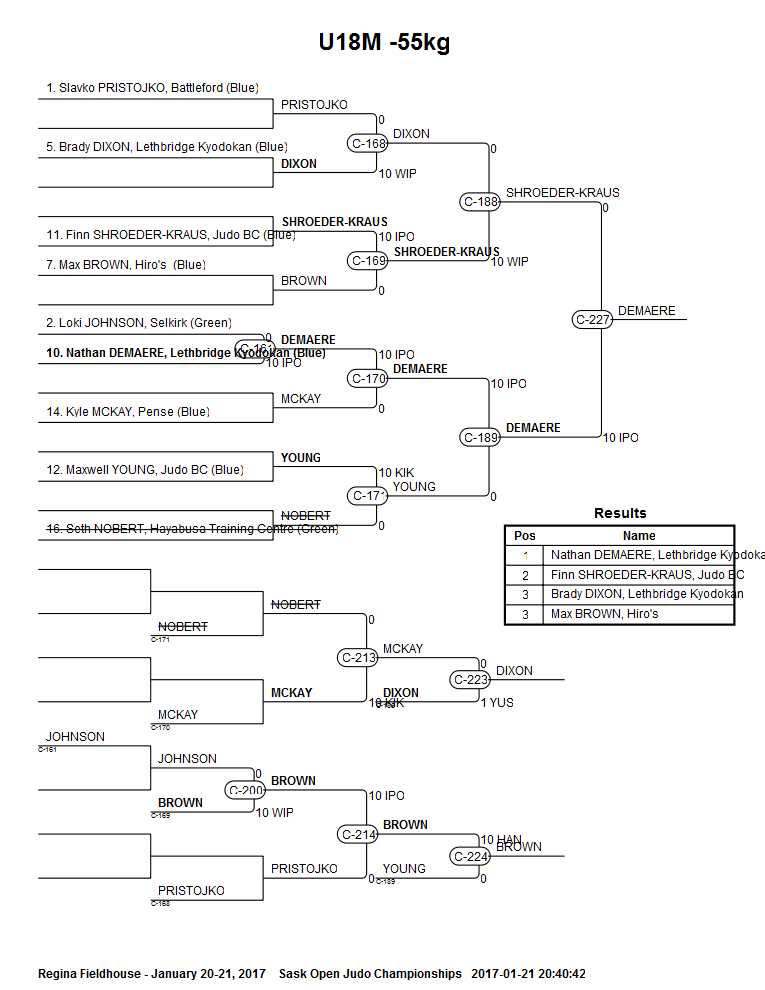 U18M -55kg
1. Slavko PRISTOJKO, Battleford (Blue)
PRISTOJKO
0
C-168
DIXON
5. Brady DIXON, Lethbridge Kyodokan (Blue)
DIXON
10 WIP
0
C-188
SHROEDER-KRAUS
0
SHROEDER-KRAUS
11. Finn SHROEDER-KRAUS, Judo BC (Blue)
10 IPO
C-169
SHROEDER-KRAUS
10 WIP
7. Max BROWN, Hiro's (Blue)
BROWN
0
C-227
DEMAERE
2. Loki JOHNSON, Selkirk (Green)
0
C-161
DEMAERE
10. Nathan DEMAERE, Lethbridge Kyodokan (Blue)
10 IPO
10 IPO
C-170
DEMAERE
10 IPO
14. Kyle MCKAY, Pense (Blue)
MCKAY
0
C-189
DEMAERE
10 IPO
12. Maxwell YOUNG, Judo BC (Blue)
YOUNG
10 KIK
C-171
YOUNG
0
NOBERT
16. Seth NOBERT, Hayabusa Training Centre (Green)
0
Results
Pos Name
1 Nathan DEMAERE, Lethbridge Kyodoka
2 Finn SHROEDER-KRAUS, Judo BC
3 Brady DIXON, Lethbridge Kyodokan
3 Max BROWN, Hiro's
NOBERT
0
NOBERT
C-171
C-213
MCKAY
0
C-223
DIXON
MCKAY
10 KIK
DIXON
C-188
1 YUS
MCKAY
C-170
JOHNSON
C-161
JOHNSON
0
C-200
BROWN
BROWN
C-169
10 WIP
10 IPO
C-214
BROWN
10 HAN
C-224
BROWN
PRISTOJKO
0
YOUNG
C-189
0
PRISTOJKO
C-168
Regina Fieldhouse - January 20-21, 2017 Sask Open Judo Championships 2017-01-21 20:40:42